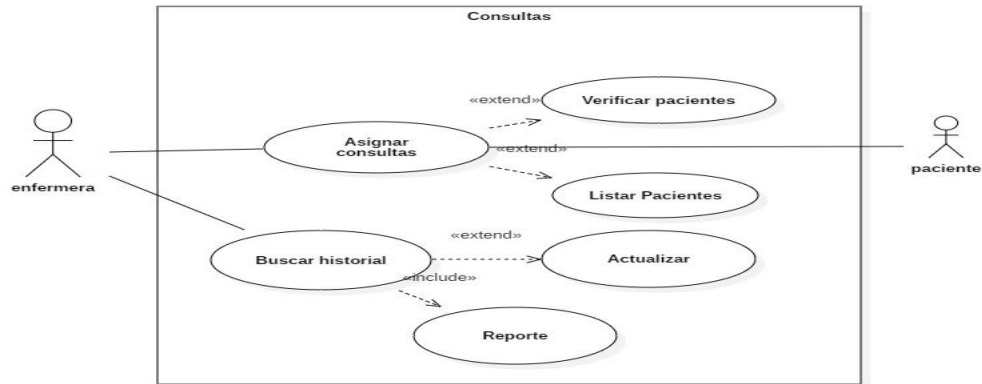 Consultas
«extend»
Verificar pacientes
Asignar
consultas
«extend»
enfermera
paciente
Listar Pacientes
«extend»
Buscar historial
Actualizar
«include»
Reporte